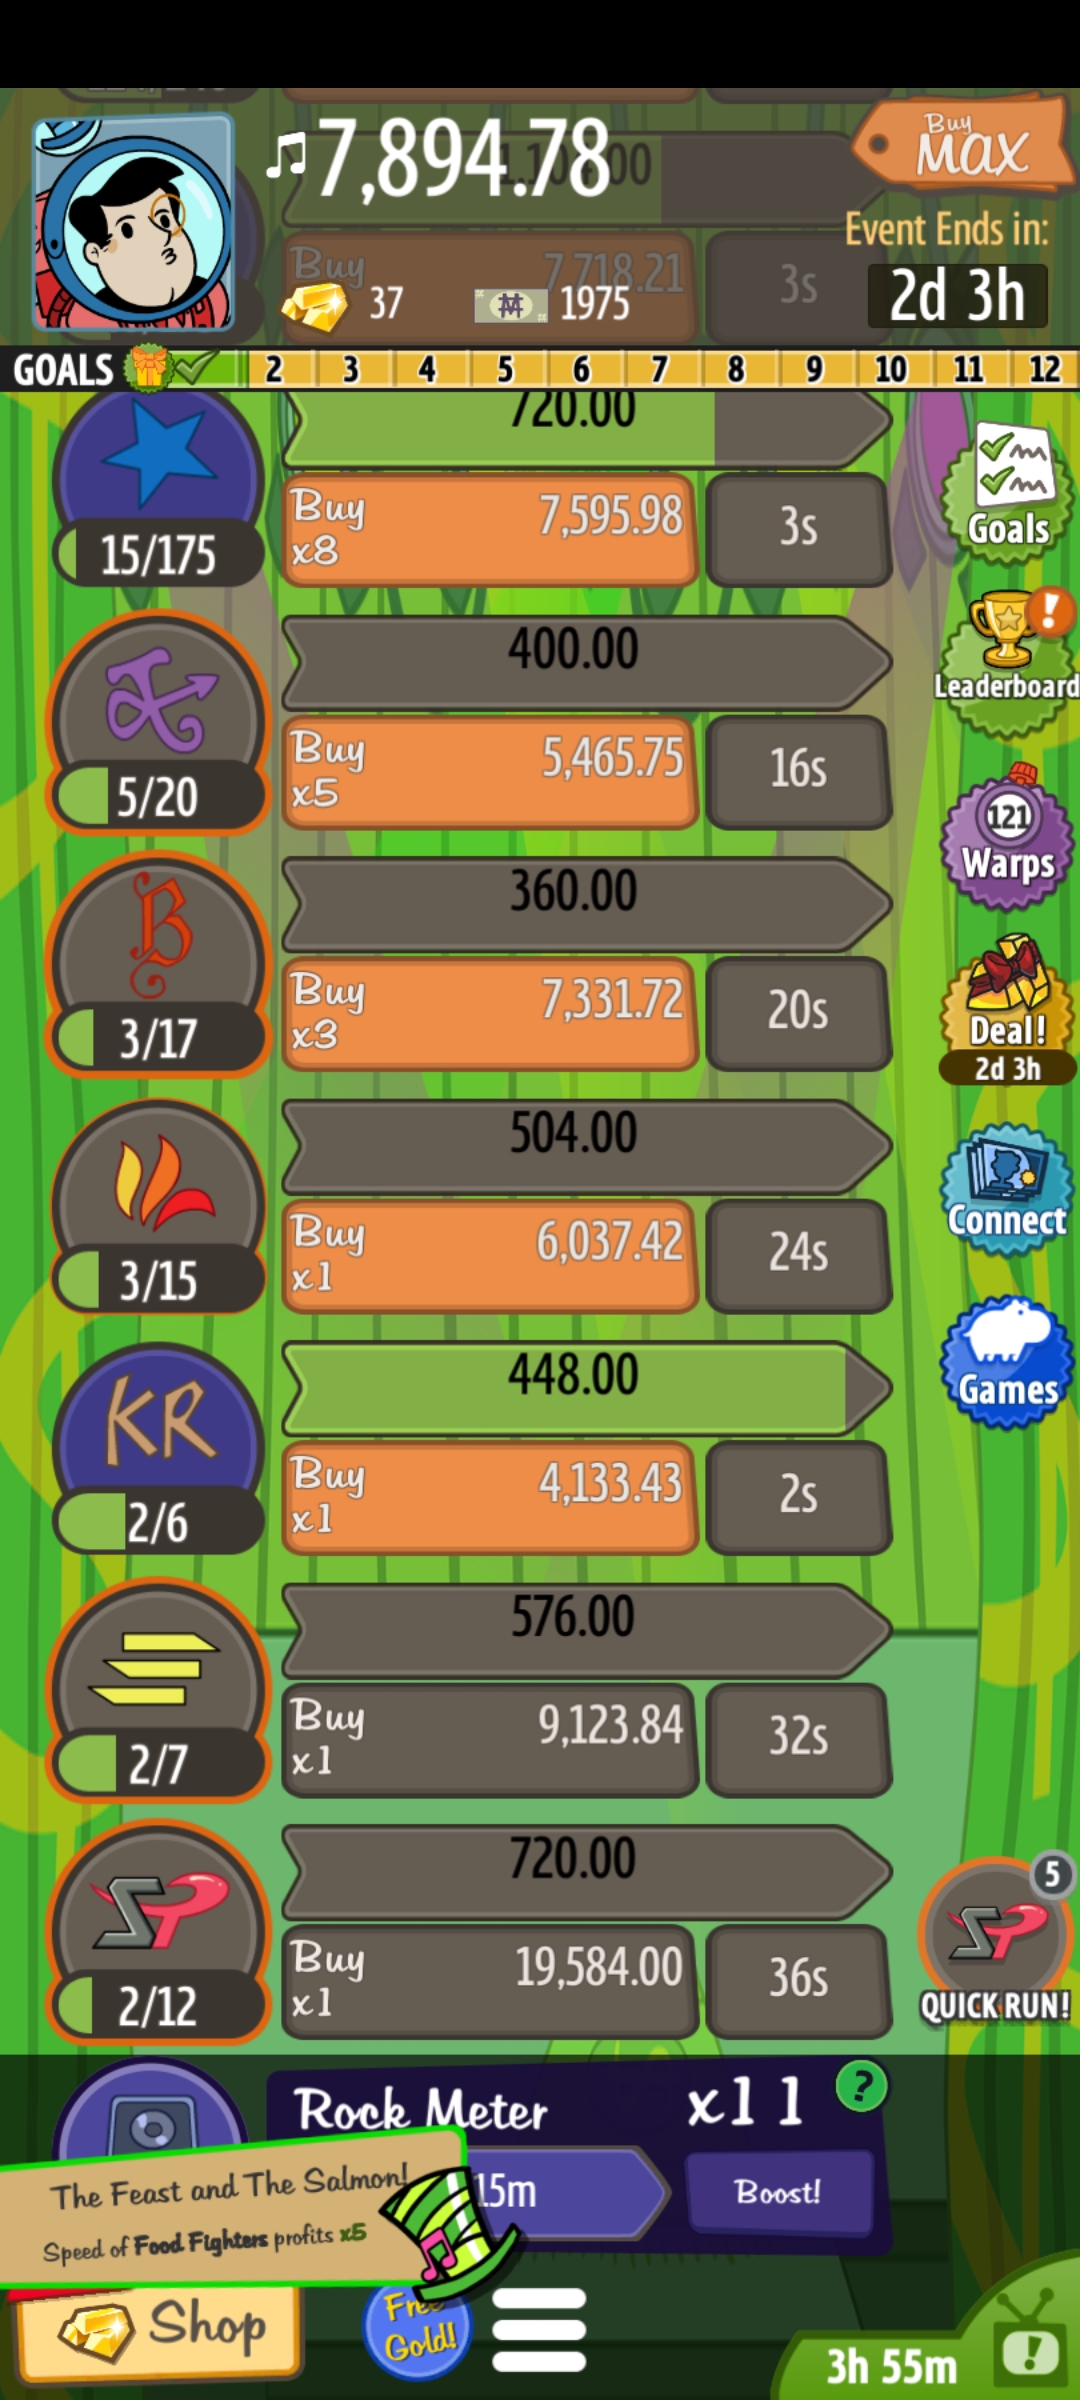 7,894.78
Buy
MAX
Event Ends in:
2d 3h
Buy 7,718.21
3s
37
1975
GOALS 2 3 4 5 6 7 8 9 10 11 12
720.00
Buy
x8
7,595.98
3s
15/175
Goals
400.00
Buy
x5
5,465.75
16s
5/20
Leaderboard
360.00
Buy
x3
7,331.72
20s
3/17
121
Warps
Deal!
2d 3h
504.00
Buy
x1
6,037.42
24s
3/15
Connect
KR
448.00
Buy
x1
4,133.43
2s
2/6
Games
576.00
Buy
x1
9,123.84
32s
2/7
SP
720.00
Buy
x1
19,584.00
36s
2/12
5
SP
QUICK RUN!
Rock Meter
x11
?
15m
Boost!
The Feast and The Salmon!
Speed of Food Fighters profits x5
Shop
Free
Gold!
3h 55m